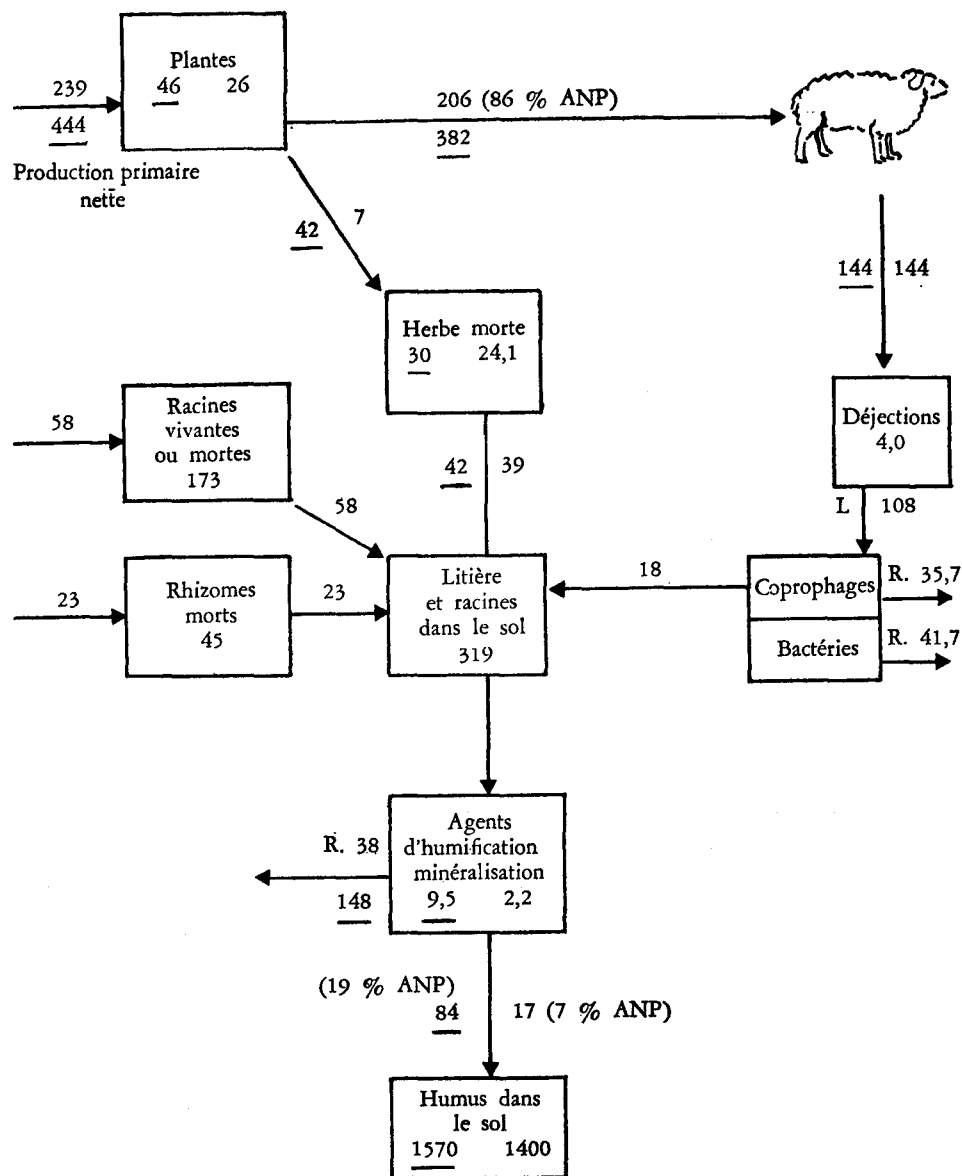 Plantes
46 26
239
444
Production primaire
nette
206 (86 % ANP)
382
42 7
144 144
Herbe morte
30 24,1
Racines
vivantes
ou mortes
173
58
58
42 39
Déjections
4,0
L 108
Rhizomes
morts
45
23
23
Litière
et racines
dans le sol
319
18
Coprophages
R. 35,7
Bactéries
R. 41,7
Agents
d'humification
minéralisation
9,5 2,2
R. 38
148
(19 % ANP)
84
17 (7 % ANP)
Humus dans
le sol
1570 1400